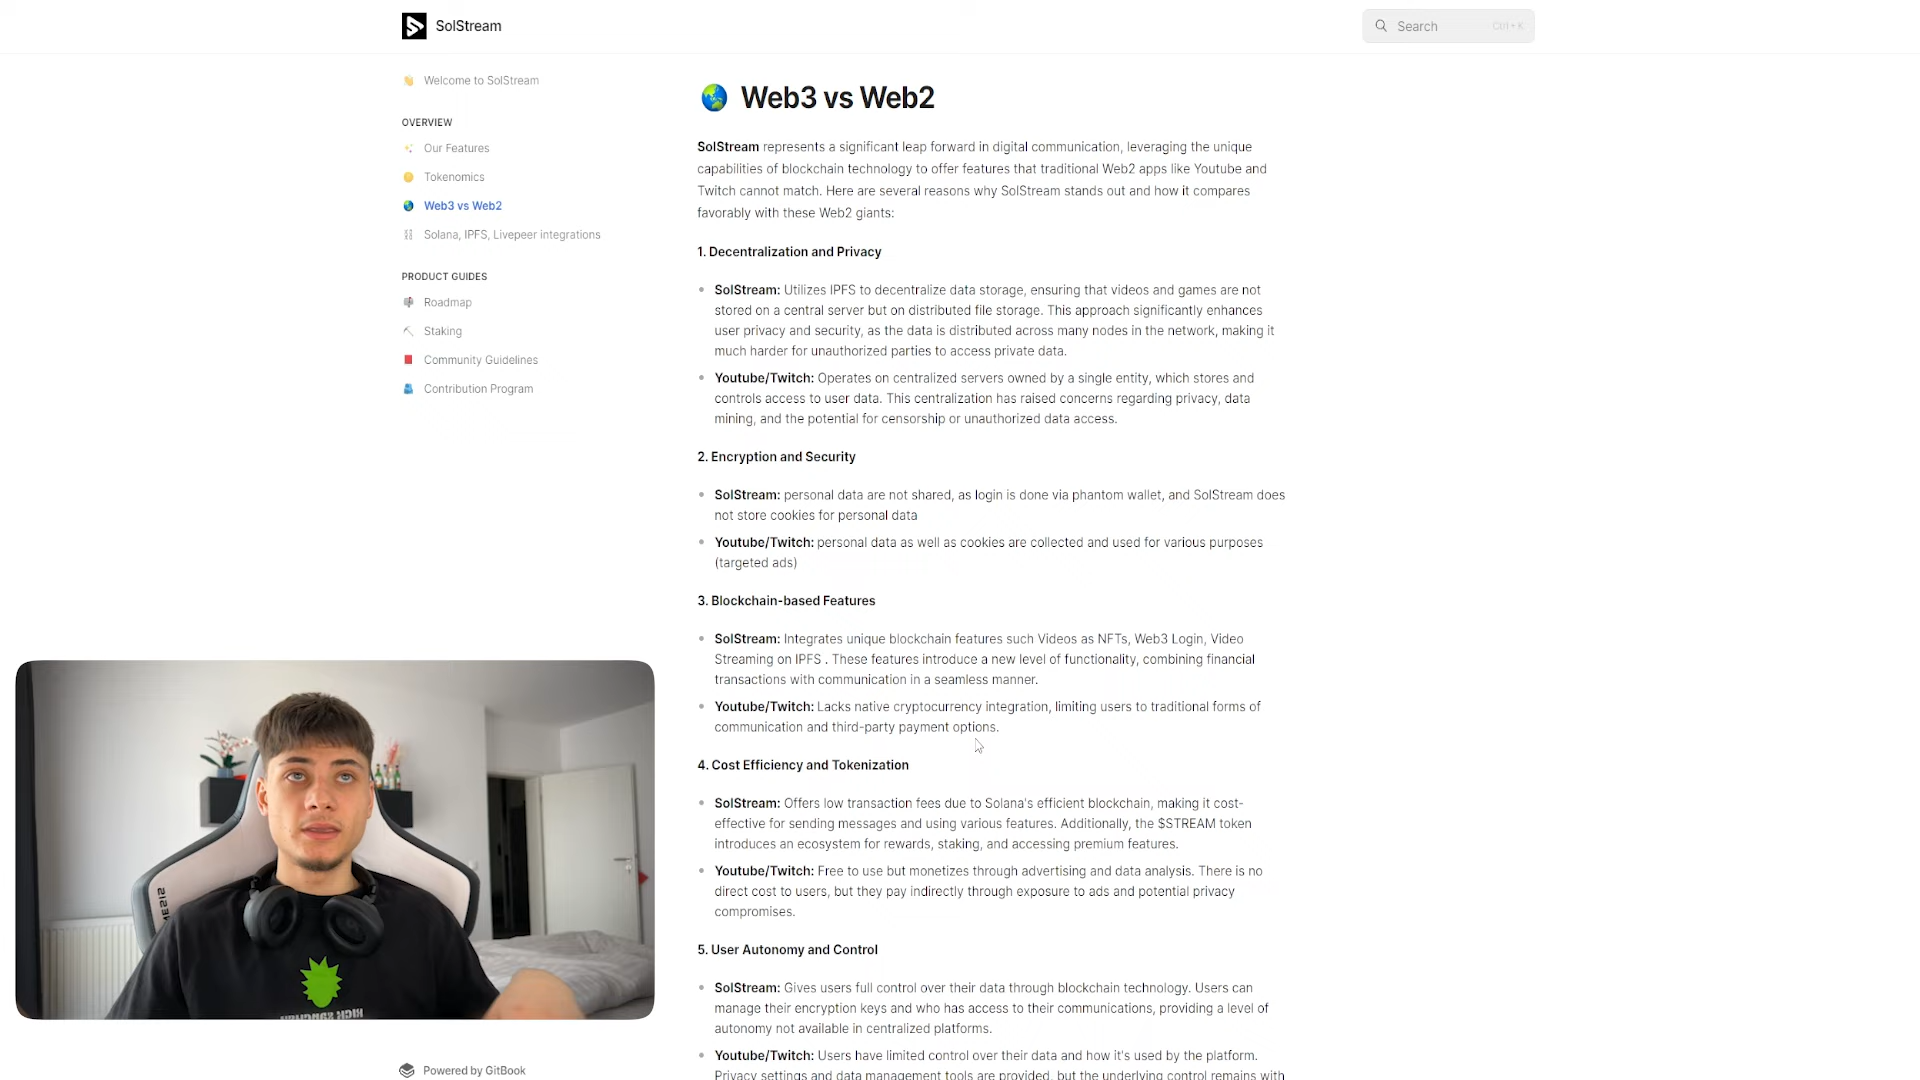 SolStream
Search
Ctrl + K
Welcome to SolStream
OVERVIEW
Our Features
Tokenomics
Web3 vs Web2
Solana, IPFS, Livepeer integrations
PRODUCT GUIDES
Roadmap
Staking
Community Guidelines
Contribution Program
Web3 vs Web2
SolStream represents a significant leap forward in digital communication, leveraging the unique
capabilities of blockchain technology to offer features that traditional Web2 apps like Youtube and
Twitch cannot match. Here are several reasons why SolStream stands out and how it compares
favorably with these Web2 giants:
1. Decentralization and Privacy
SolStream: Utilizes IPFS to decentralize data storage, ensuring that videos and games are not
stored on a central server but on distributed file storage. This approach significantly enhances
user privacy and security, as the data is distributed across many nodes in the network, making it
much harder for unauthorized parties to access private data.
Youtube/Twitch: Operates on centralized servers owned by a single entity, which stores and
controls access to user data. This centralization has raised concerns regarding privacy, data
mining, and the potential for censorship or unauthorized data access.
2. Encryption and Security
SolStream: personal data are not shared, as login is done via phantom wallet, and SolStream does
not store cookies for personal data
Youtube/Twitch: personal data as well as cookies are collected and used for various purposes
(targeted ads)
3. Blockchain-based Features
SolStream: Integrates unique blockchain features such Videos as NFTs, Web3 Login, Video
Streaming on IPFS . These features introduce a new level of functionality, combining financial
transactions with communication in a seamless manner.
Youtube/Twitch: Lacks native cryptocurrency integration, limiting users to traditional forms of
communication and third-party payment options.
4. Cost Efficiency and Tokenization
SolStream: Offers low transaction fees due to Solana's efficient blockchain, making it cost-
effective for sending messages and using various features. Additionally, the $STREAM token
introduces an ecosystem for rewards, staking, and accessing premium features.
Youtube/Twitch: Free to use but monetizes through advertising and data analysis. There is no
direct cost to users, but they pay indirectly through exposure to ads and potential privacy
compromises.
5. User Autonomy and Control
SolStream: Gives users full control over their data through blockchain technology. Users can
manage their encryption keys and who has access to their communications, providing a level of
autonomy not available in centralized platforms.
Youtube/Twitch: Users have limited control over their data and how it's used by the platform.
Privacy settings and data management tools are provided, but the underlying control remains with
Powered by GitBook